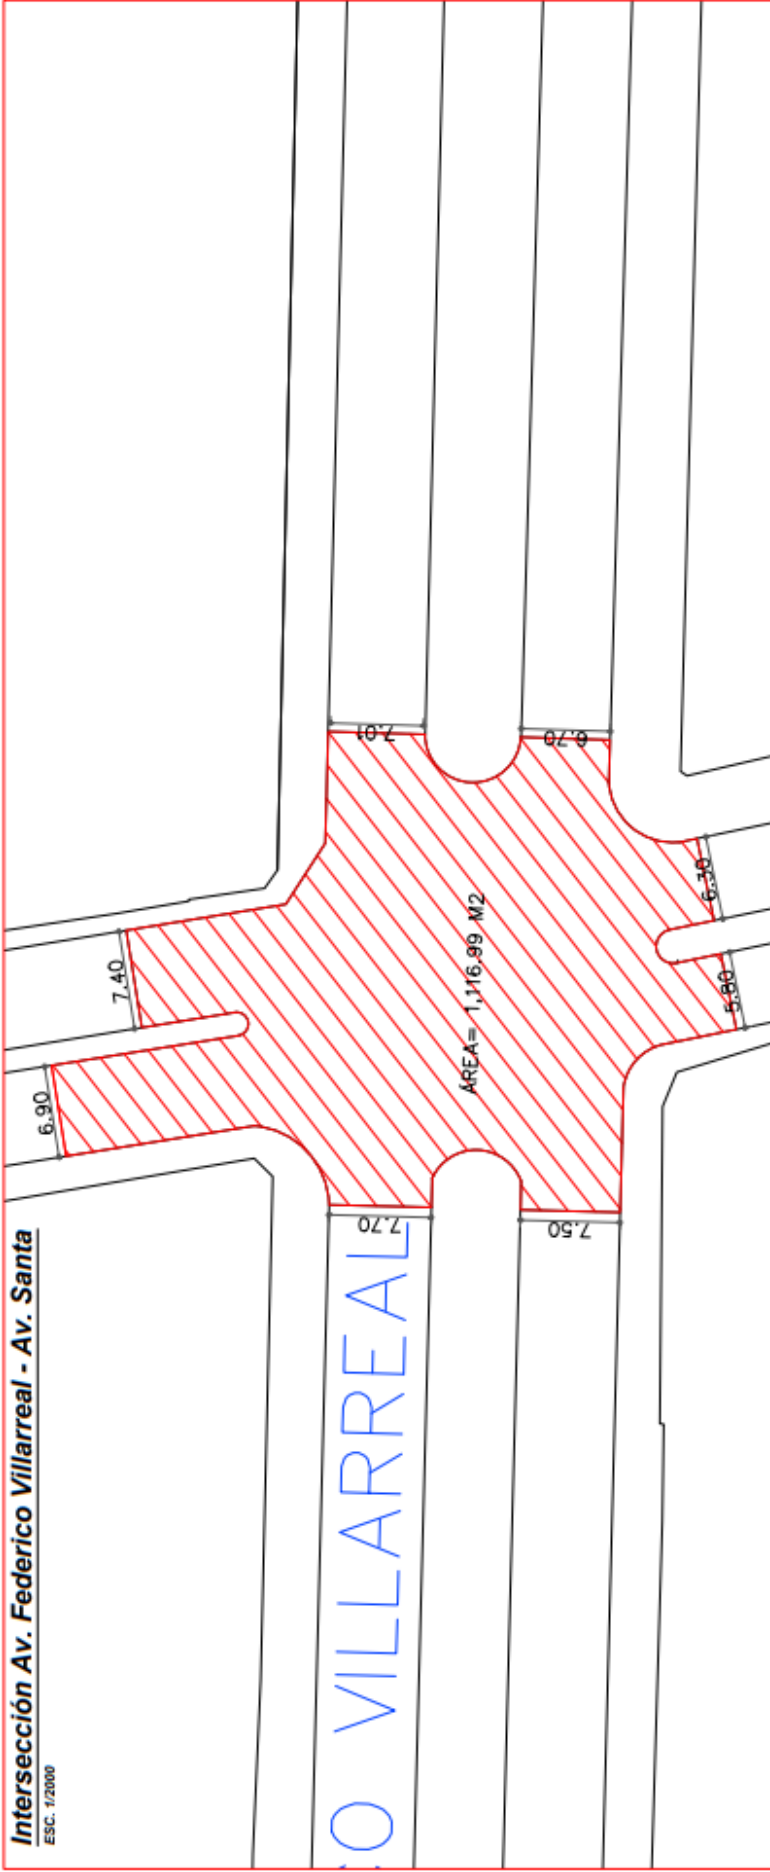 Intersección Av. Federico Villarreal - Av. Santa
ESC. 1/2000
6.90
7.40
7.70
7.01
CO VILLARREAL
ÁREA= 1,116.99 M2
7.50
6.70
5.80
6.30